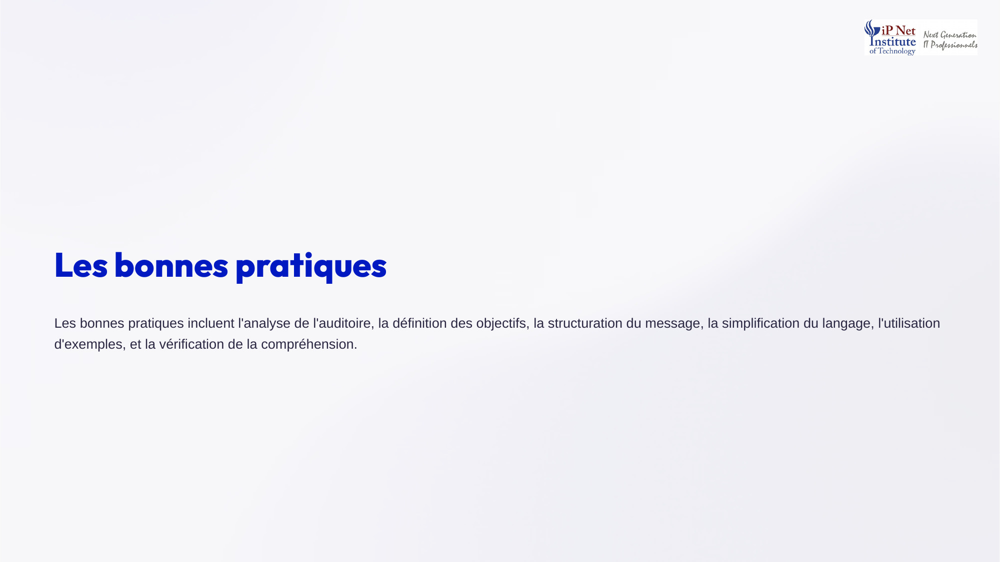 iP Net
Institute
of Technology
Next Generation
IT Professionnels
Les bonnes pratiques
Les bonnes pratiques incluent l'analyse de l'auditoire, la définition des objectifs, la structuration du message, la simplification du langage, l'utilisation
d'exemples, et la vérification de la compréhension.